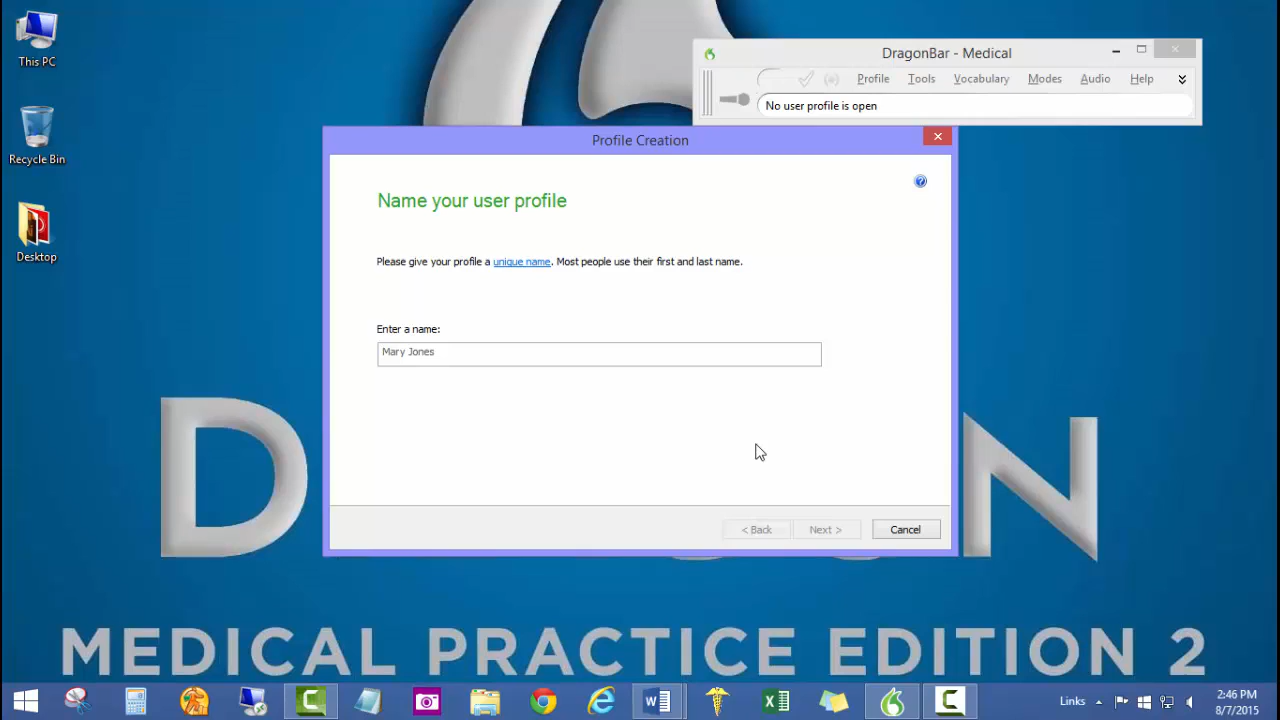 This PC
Recycle Bin
Desktop
DragonBar - Medical
Profile Tools Vocabulary Modes Audio Help
No user profile is open
Profile Creation
Name your user profile
Please give your profile a unique name. Most people use their first and last name.
Enter a name:
Mary Jones
< Back Next > Cancel
D N
MEDICAL PRACTICE EDITION 2
Links
2:46 PM
8/7/2015